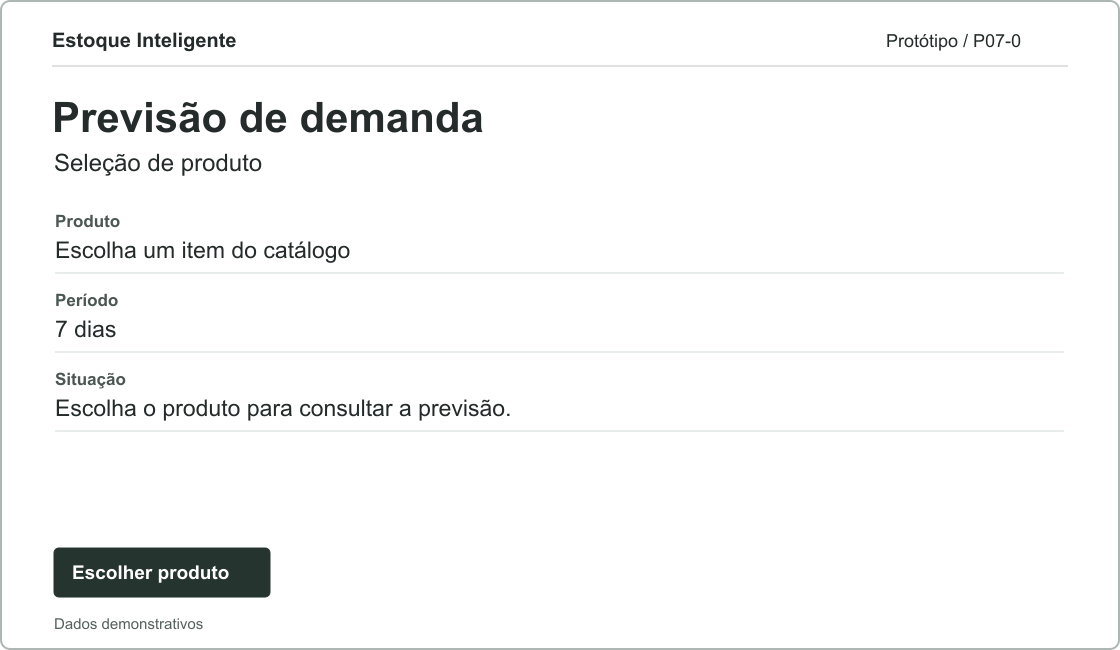 Estoque Inteligente
Protótipo / P07-0
Previsão de demanda
Seleção de produto
Produto
Escolha um item do catálogo
Período
7 dias
Situação
Escolha o produto para consultar a previsão.
Escolher produto
Dados demonstrativos